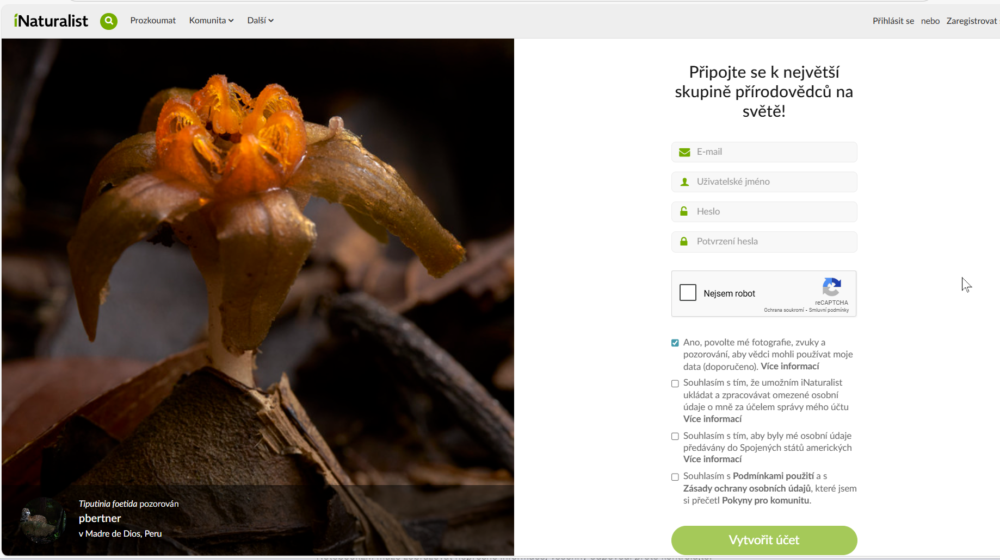 iNaturalist
Prozkoumat
Komunita
Další
Přihlásit se nebo Zaregistrovat
Připojte se k největší
skupině přírodovědců na
světě!
E-mail
Uživatelské jméno
Heslo
Potvrzení hesla
Nejsem robot
reCAPTCHA
Ochrana soukromí - Smluvní podmínky
Ano, povolte mé fotografie, zvuky a
pozorování, aby vědci mohli používat moje
data (doporučeno). Více informací
Souhlasím s tím, že umožním iNaturalist
ukládat a zpracovávat omezené osobní
údaje o mně za účelem správy mého účtu
Více informací
Souhlasím s tím, aby byly mé osobní údaje
předávány do Spojených států amerických
Více informací
Souhlasím s Podmínkami použití a s
Zásady ochrany osobních údajů, které jsem
si přečetl Pokyny pro komunitu.
Vytvořit účet
Tiputinia foetida pozorován
pbertner
v Madre de Dios, Peru